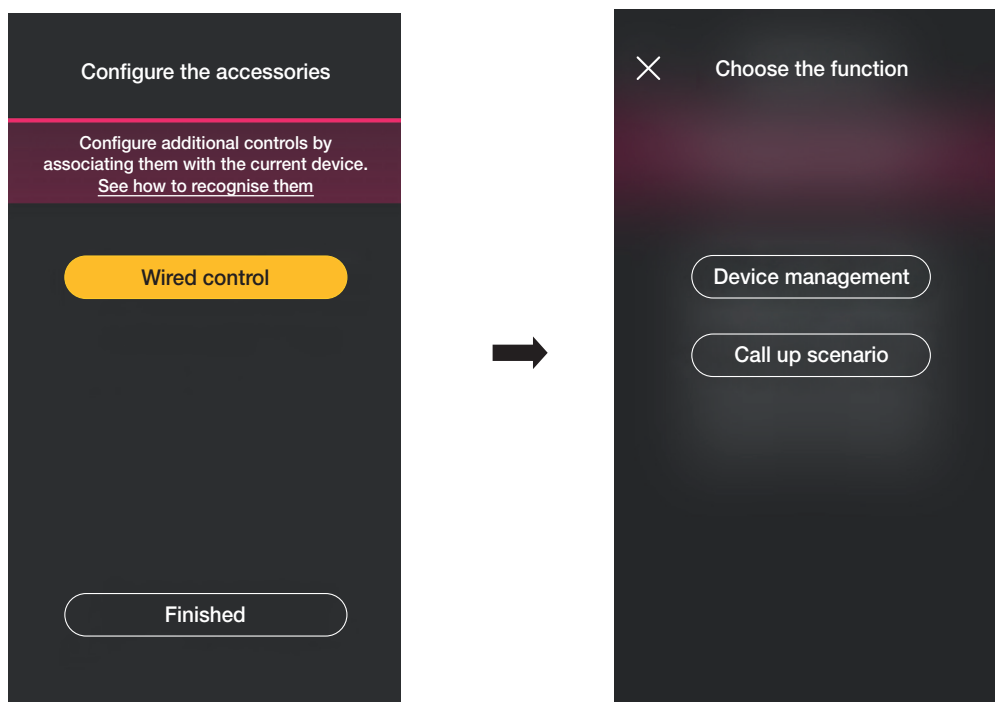 Configure the accessories
Configure additional controls by
associating them with the current device.
See how to recognise them
Wired control
Finished
Choose the function
Device management
Call up scenario